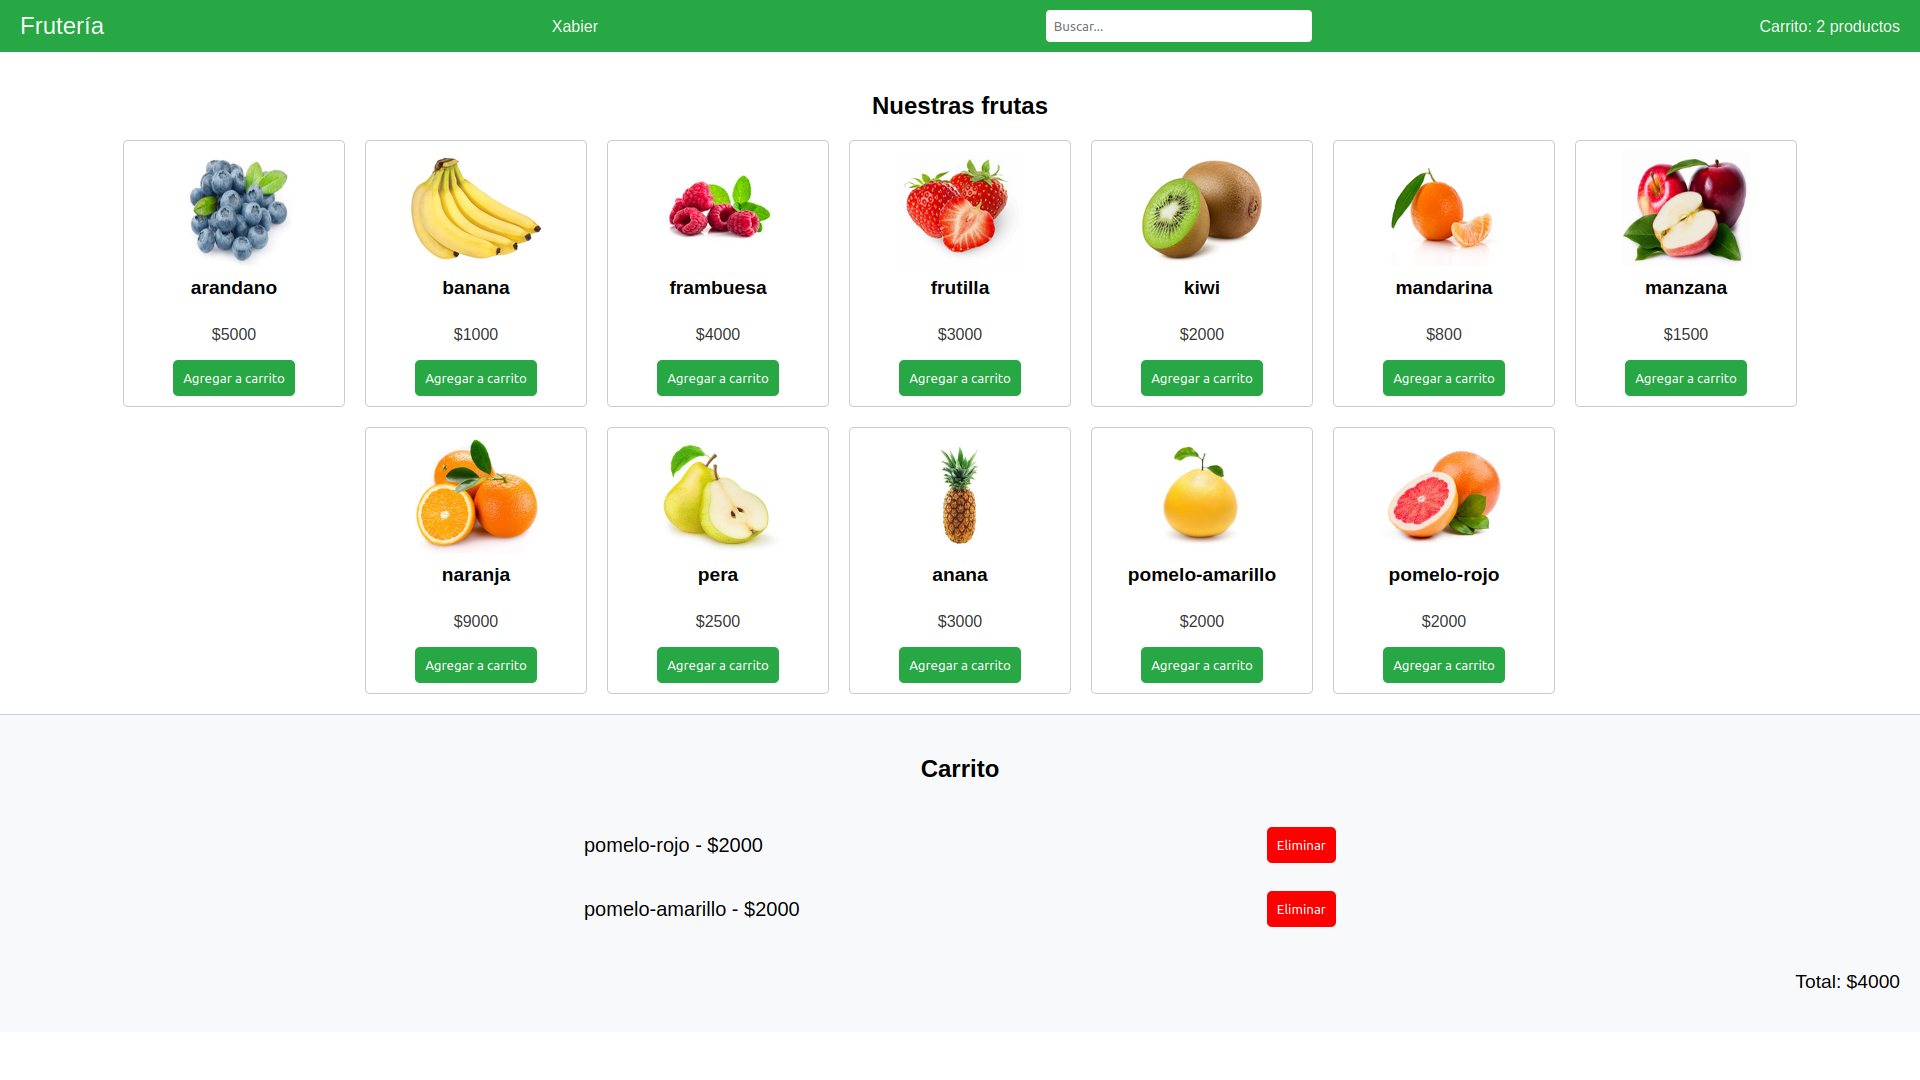 Frutería
Xabier
Buscar...
Carrito: 2 productos
Nuestras frutas
arandano
$5000
Agregar a carrito
banana
$1000
Agregar a carrito
frambuesa
$4000
Agregar a carrito
frutilla
$3000
Agregar a carrito
kiwi
$2000
Agregar a carrito
mandarina
$800
Agregar a carrito
manzana
$1500
Agregar a carrito
naranja
$9000
Agregar a carrito
pera
$2500
Agregar a carrito
anana
$3000
Agregar a carrito
pomelo-amarillo
$2000
Agregar a carrito
pomelo-rojo
$2000
Agregar a carrito
Carrito
pomelo-rojo - $2000
Eliminar
pomelo-amarillo - $2000
Eliminar
Total: $4000